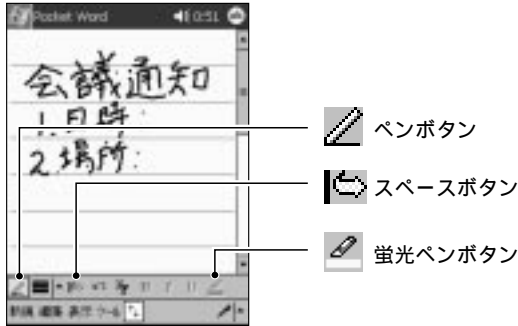 Pocket Word 0:51 ok
会議通知
1.日時:
2.場所:
ペンボタン
スペースボタン
蛍光ペンボタン
新規 編集 表示 ツール